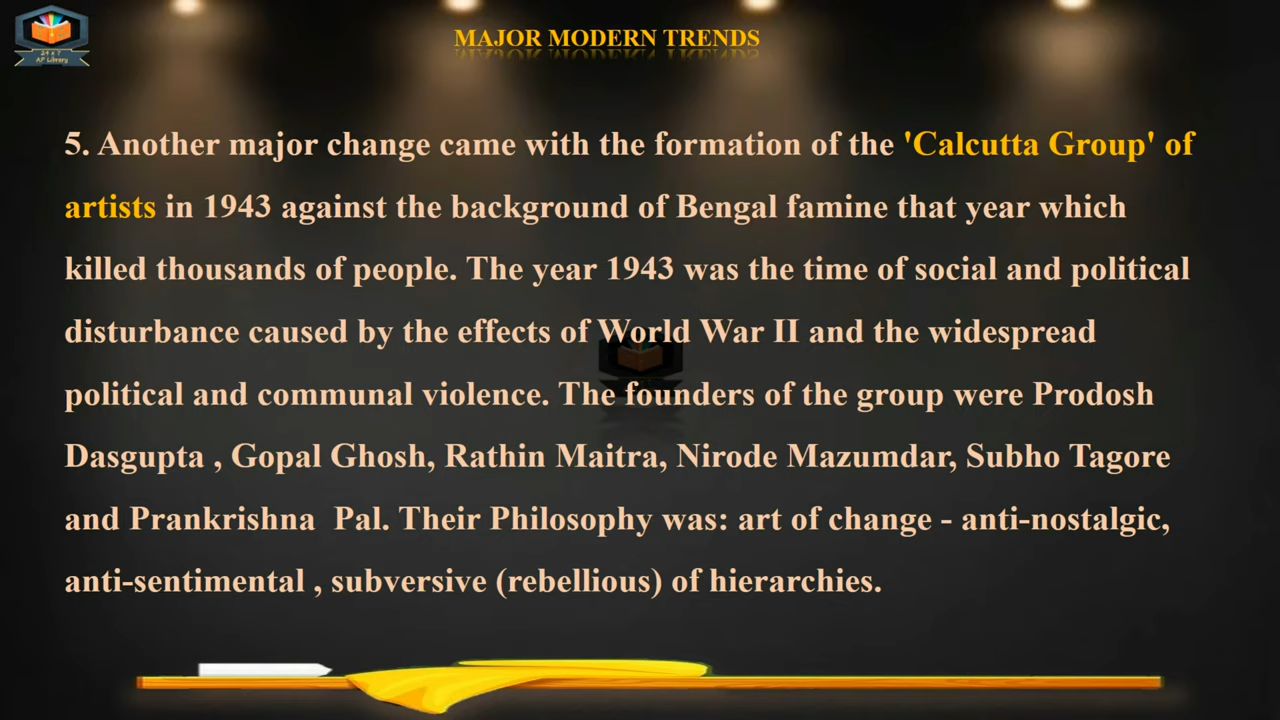 24 x 7
AP Library
MAJOR MODERN TRENDS
5. Another major change came with the formation of the 'Calcutta Group' of
artists in 1943 against the background of Bengal famine that year which
killed thousands of people. The year 1943 was the time of social and political
disturbance caused by the effects of World War II and the widespread
political and communal violence. The founders of the group were Prodosh
Dasgupta , Gopal Ghosh, Rathin Maitra, Nirode Mazumdar, Subho Tagore
and Prankrishna  Pal. Their Philosophy was: art of change - anti-nostalgic,
anti-sentimental , subversive (rebellious) of hierarchies.